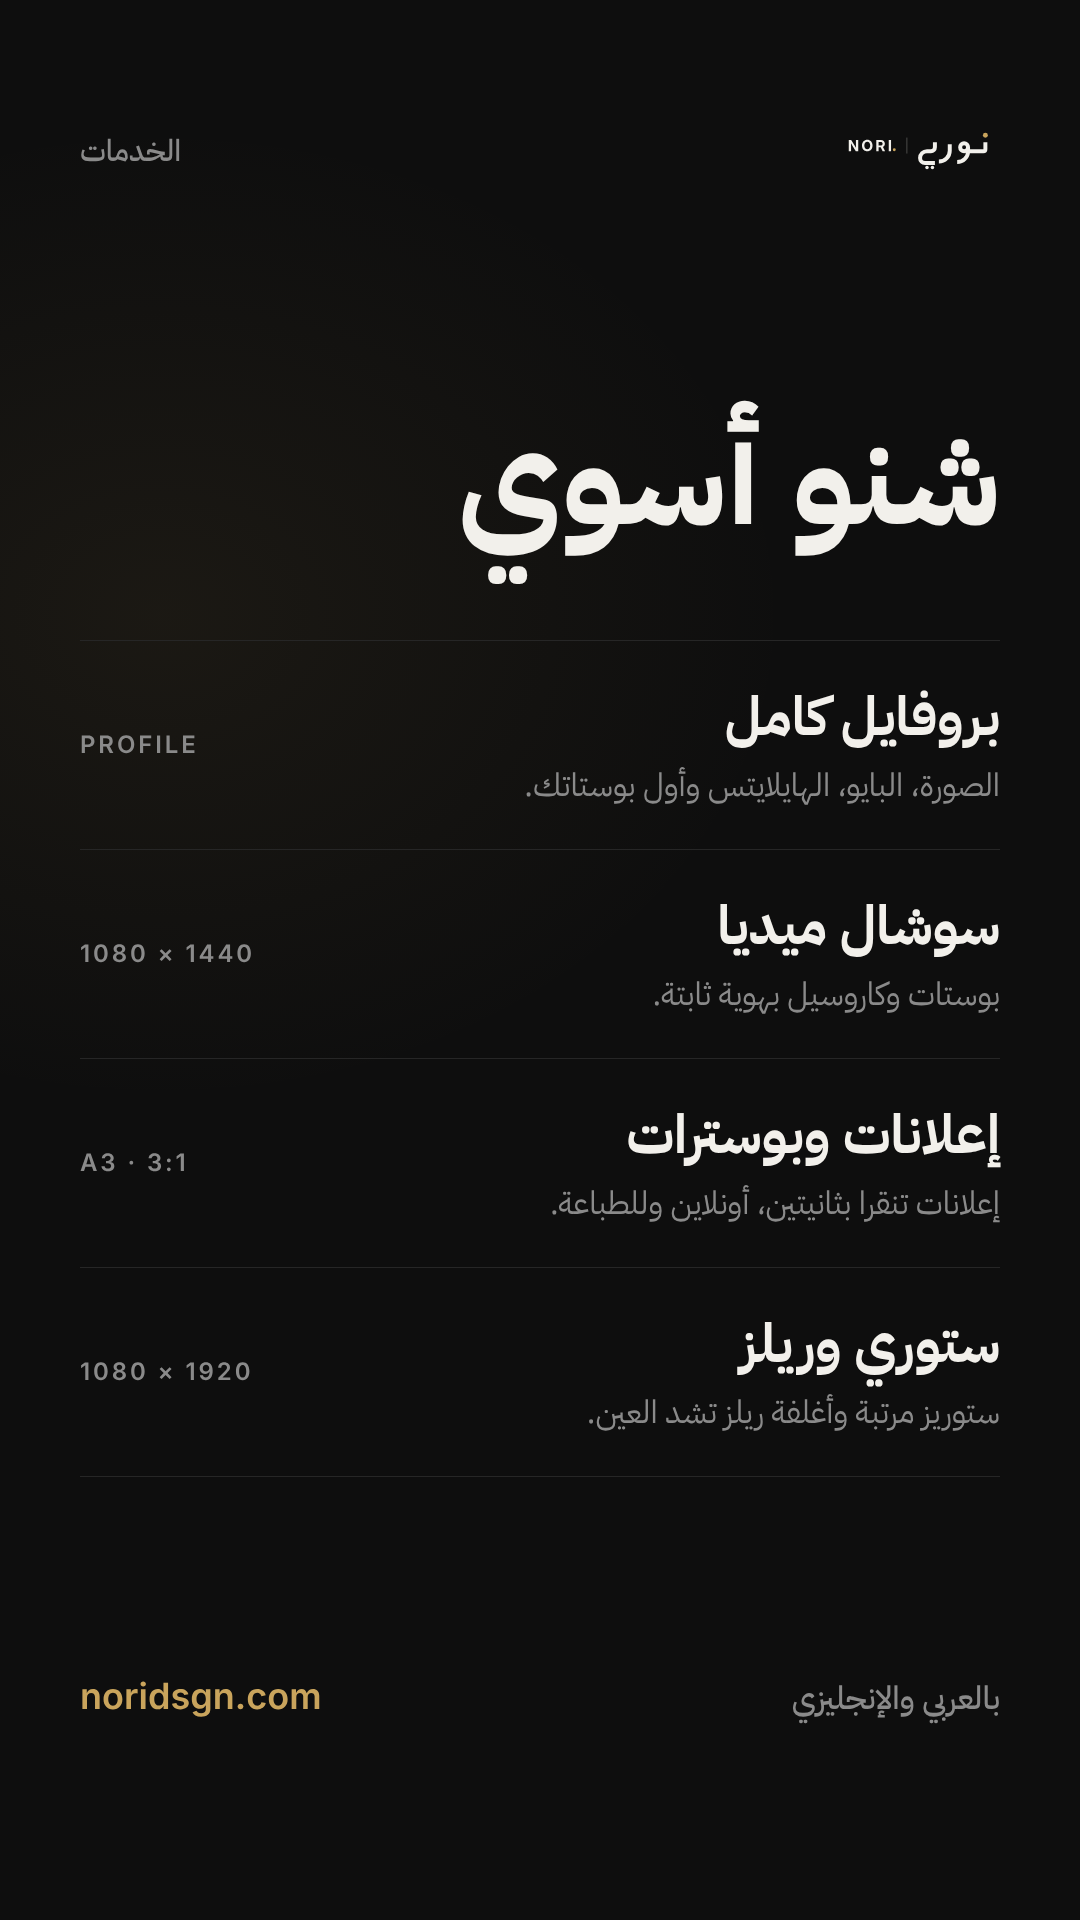 نوري | NORI.
الخدمات
شنو أسوي
بروفايل كامل
الصورة، البايو، الهايلايتس وأول بوستاتك.
PROFILE
سوشال ميديا
بوستات وكاروسيل بهوية ثابتة.
1080 × 1440
إعلانات وبوسترات
إعلانات تنقرا بثانيتين، أونلاين وللطباعة.
A3 · 3:1
ستوري وريلز
ستوريز مرتبة وأغلفة ريلز تشد العين.
1080 × 1920
بالعربي والإنجليزي
noridsgn.com